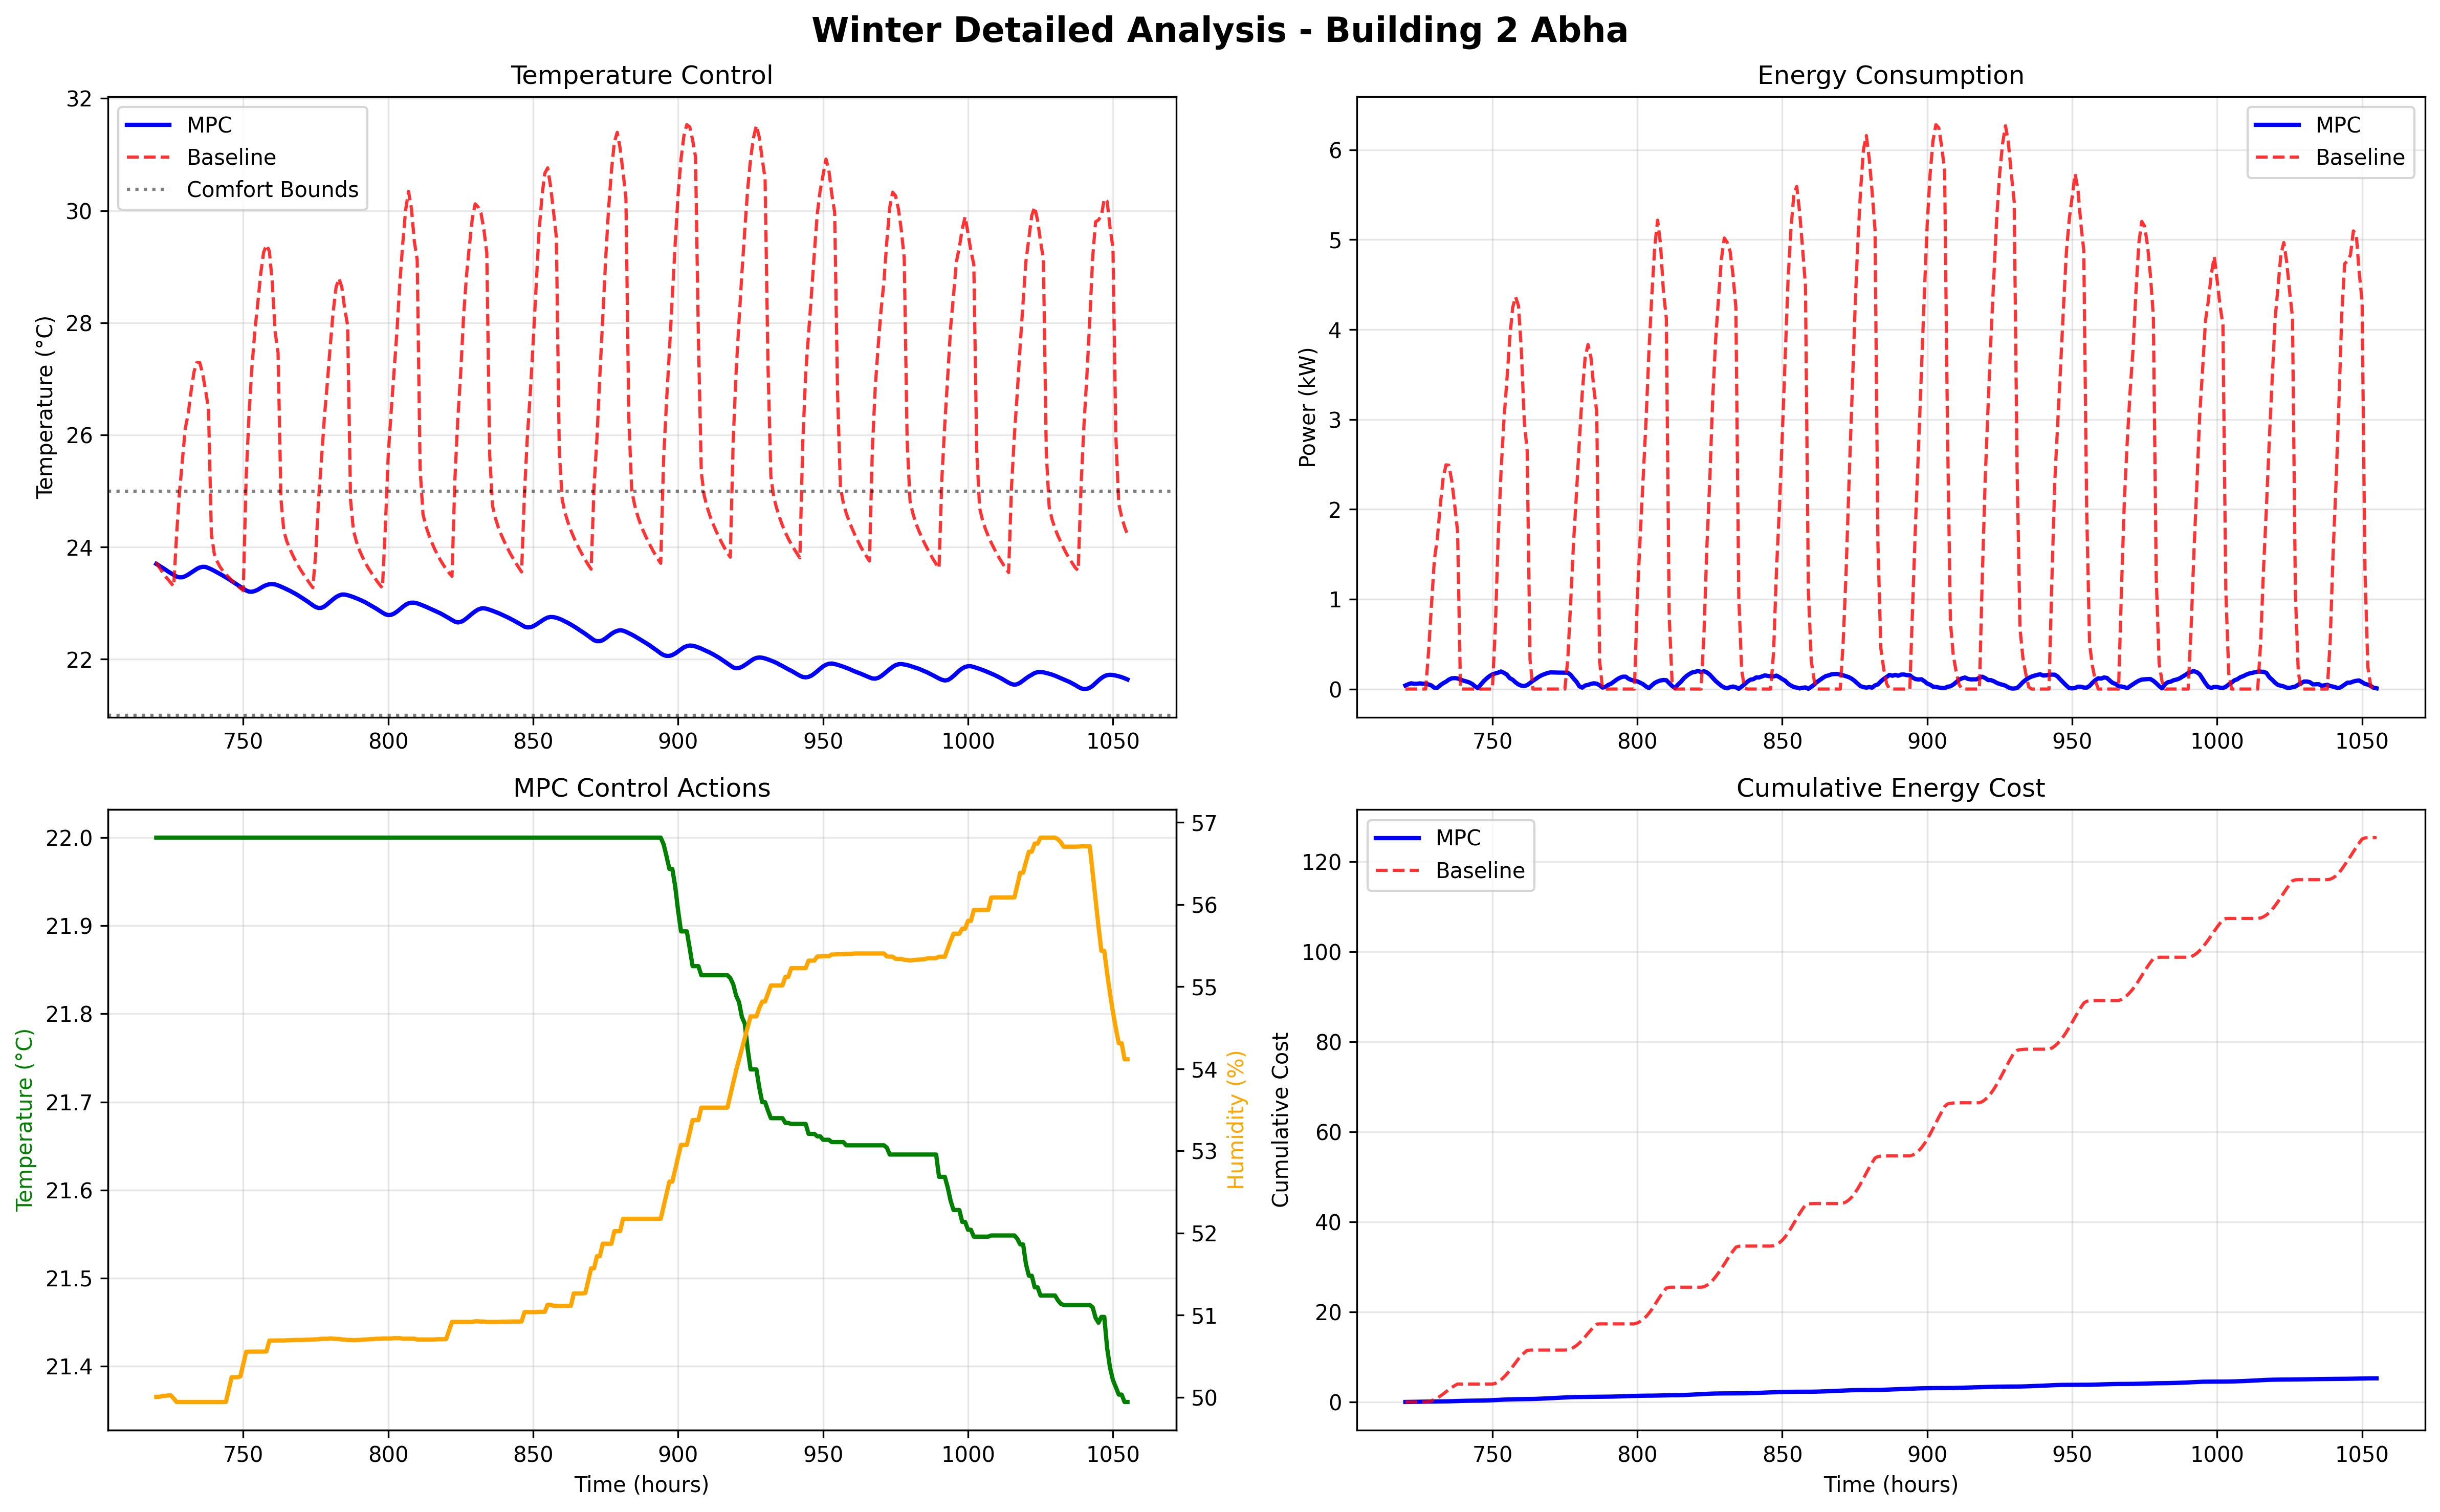 Winter Detailed Analysis - Building 2 Abha
Temperature Control
MPC
Baseline
Comfort Bounds
Temperature (°C)
32
30
28
26
24
22
750 800 850 900 950 1000 1050
Energy Consumption
MPC
Baseline
Power (kW)
6
5
4
3
2
1
0
750 800 850 900 950 1000 1050
MPC Control Actions
Temperature (°C)
22.0
21.9
21.8
21.7
21.6
21.5
21.4
Humidity (%)
57
56
55
54
53
52
51
50
750 800 850 900 950 1000 1050
Time (hours)
Cumulative Energy Cost
MPC
Baseline
Cumulative Cost
120
100
80
60
40
20
0
750 800 850 900 950 1000 1050
Time (hours)